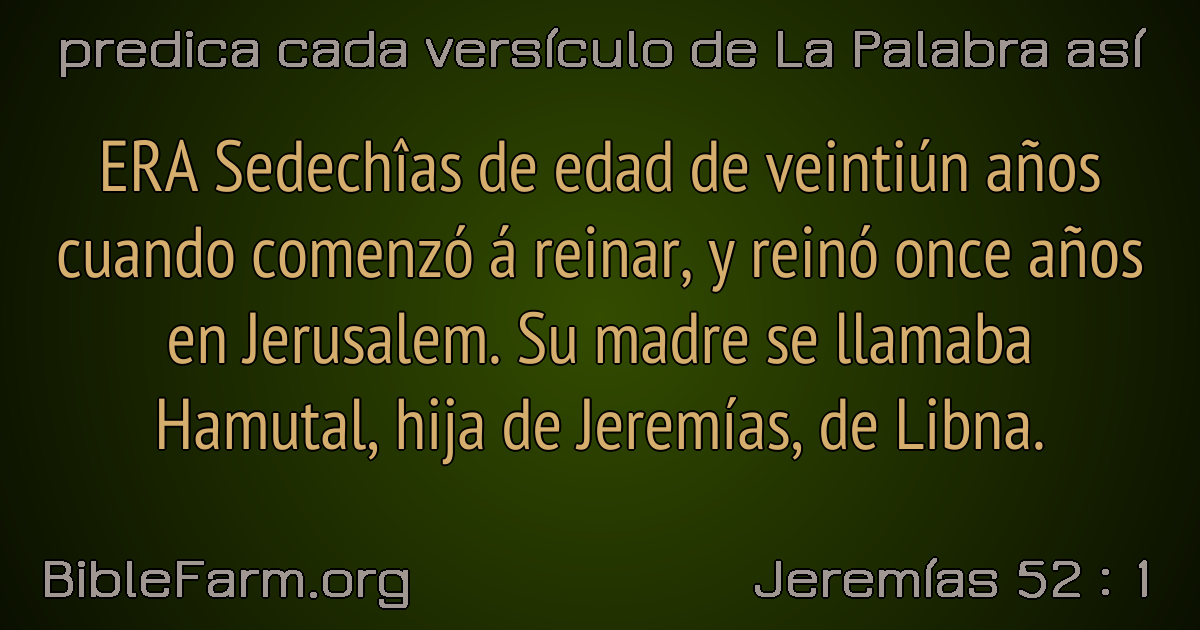 predica cada versículo de La Palabra así
ERA Sedechîas de edad de veintiún años
cuando comenzó á reinar, y reinó once años
en Jerusalem. Su madre se llamaba
Hamutal, hija de Jeremías, de Libna.
BibleFarm.org
Jeremías 52 : 1